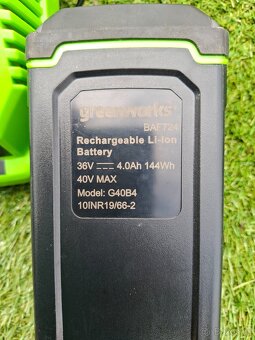 greenworks
BAF724
Rechargeable Li-Ion
Battery
36V ⎓ 4.0Ah 144Wh
40V MAX
Model: G40B4
10INR19/66-2